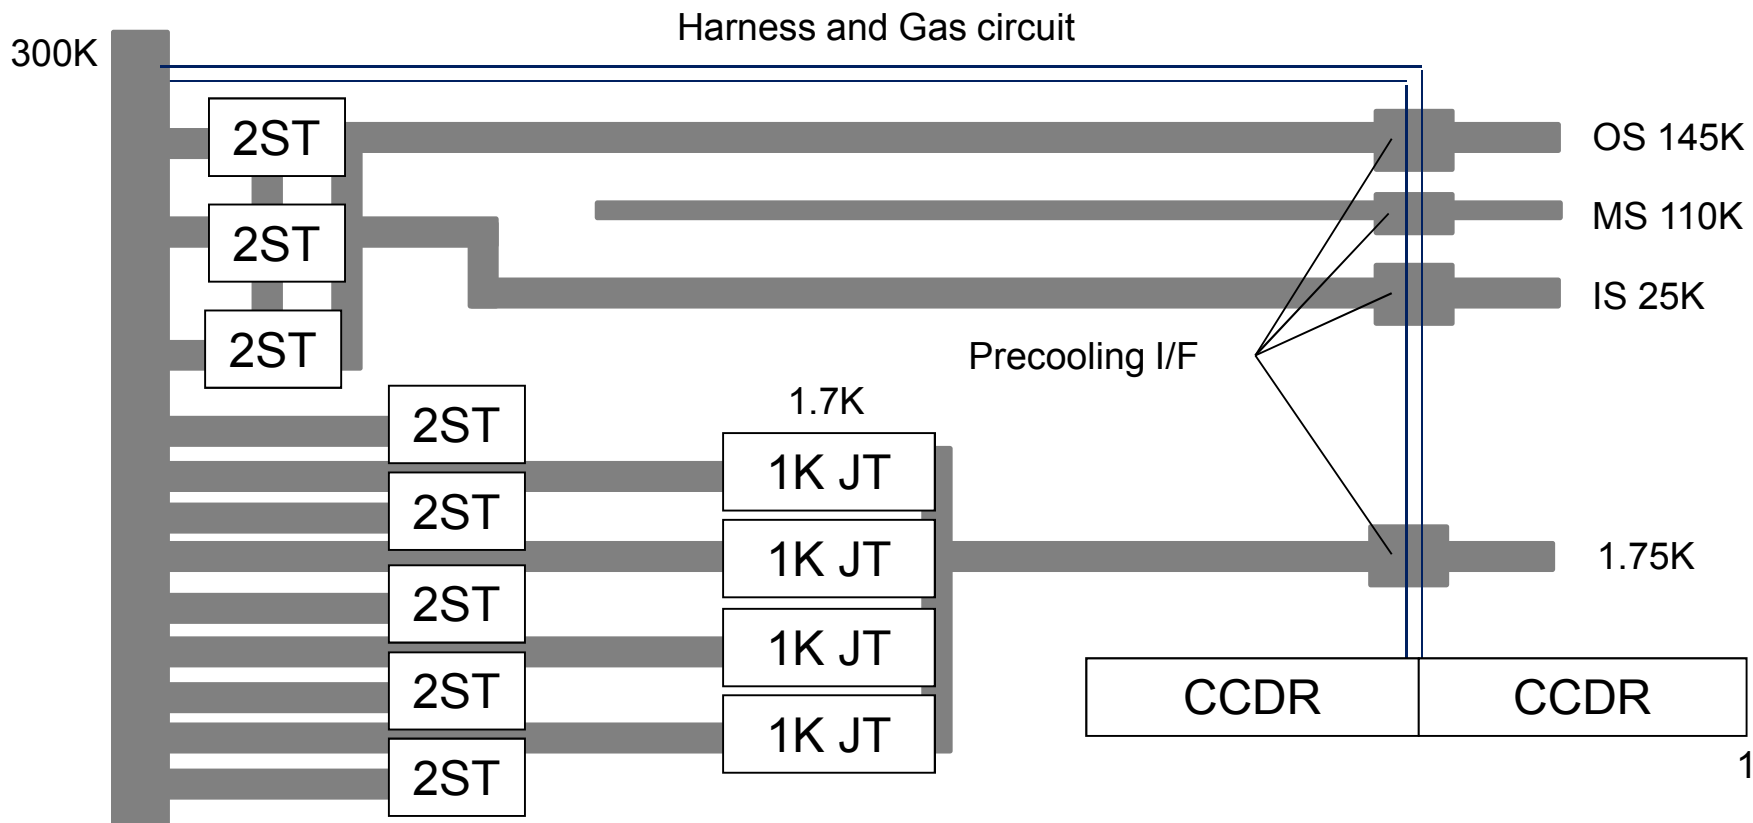 Harness and Gas circuit
300K
2ST
OS 145K
MS 110K
2ST
IS 25K
2ST
Precooling I/F
1.7K
2ST
1K JT
2ST
1K JT
1.75K
2ST
1K JT
2ST
CCDR
CCDR
1K JT
2ST
1